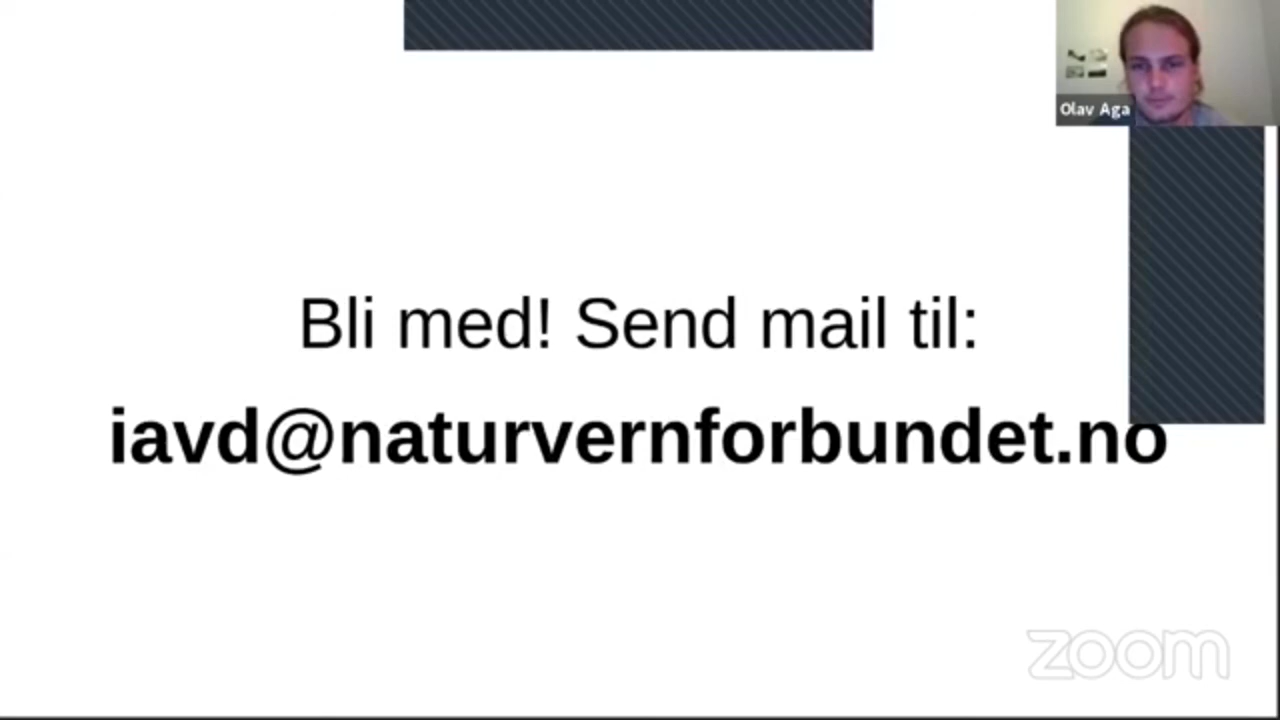 Olav Aga
Bli med! Send mail til:
iavd@naturvernforbundet.no
zoom